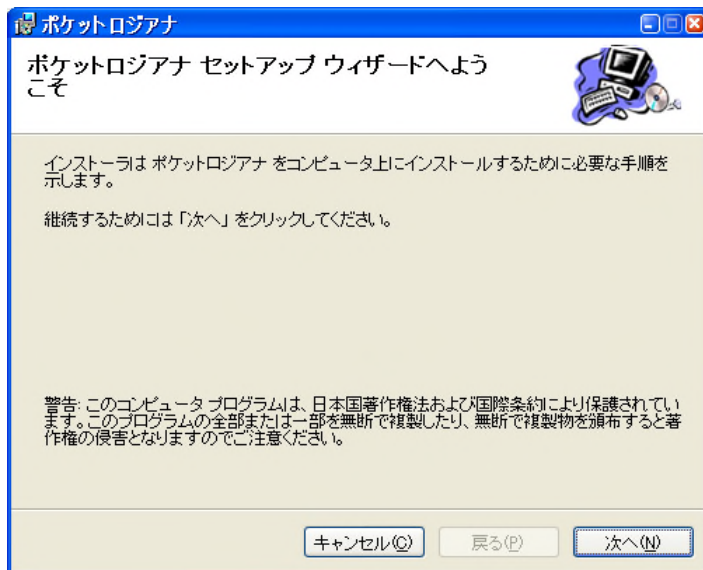 ポケットロジアナ
ポケットロジアナ セットアップ ウィザードへよう
こそ
インストーラは ポケットロジアナ をコンピュータ上にインストールするために必要な手順を
示します。
継続するためには「次へ」をクリックしてください。
警告: このコンピュータ プログラムは、日本国著作権法および国際条約により保護されてい
ます。このプログラムの全部または一部を無断で複製したり、無断で複製物を頒布すると著
作権の侵害となりますのでご注意ください。
キャンセル(C) 戻る(P) 次へ(N)